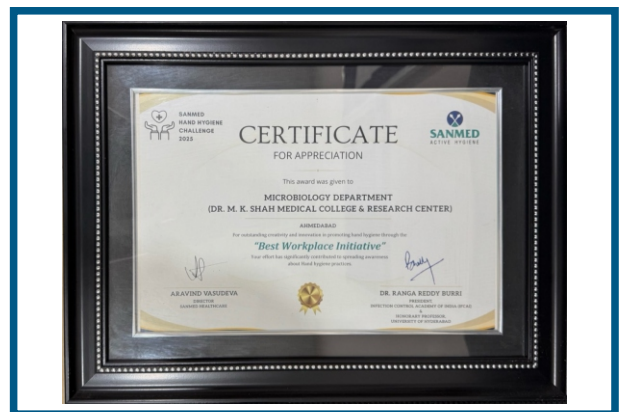 SANMED
HAND HYGIENE
CHALLENGE
2025
SANMED
ACTIVE HYGIENE
CERTIFICATE
FOR APPRECIATION
This award was given to
MICROBIOLOGY DEPARTMENT
(DR. M. K. SHAH MEDICAL COLLEGE & RESEARCH CENTER)
AHMEDABAD
For outstanding creativity and innovation in promoting hand hygiene through the
"Best Workplace Initiative"
Your effort has significantly contributed to spreading awareness
about Hand hygiene practices.
ARAVIND VASUDEVA
DIRECTOR
SANMED HEALTHCARE
DR. RANGA REDDY BURRI
PRESIDENT,
INFECTION CONTROL ACADEMY OF INDIA (IFCAI)
&
HONORARY PROFESSOR,
UNIVERSITY OF HYDERABAD